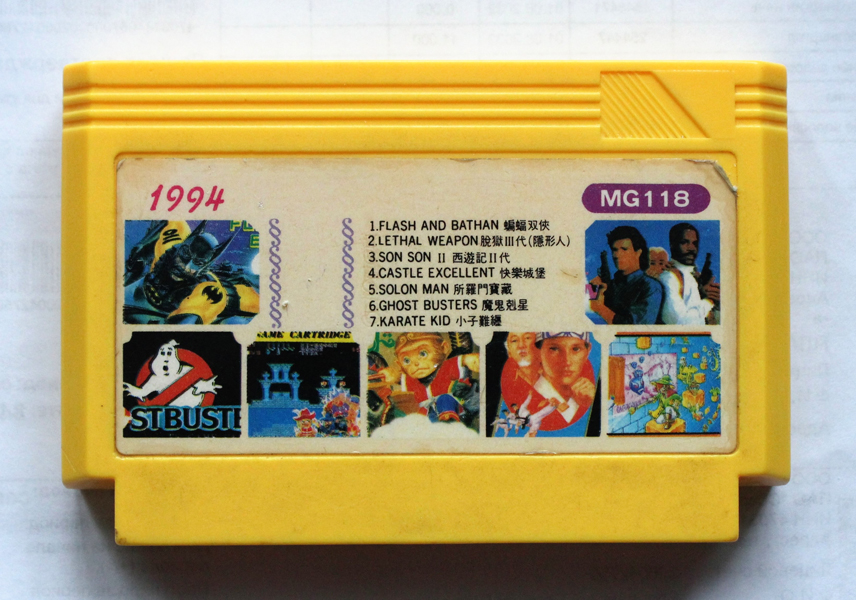 1994
MG118
1.FLASH AND BATHAN 蝙蝠双俠
2.LETHAL WEAPON 脫獄III代(隱形人)
3.SON SON II 西遊記II代
4.CASTLE EXCELLENT 快樂城堡
5.SOLON MAN 所羅門寶藏
6.GHOST BUSTERS 魔鬼剋星
7.KARATE KID 小子難纏
STBUSTE
GAME CARTRIDGE